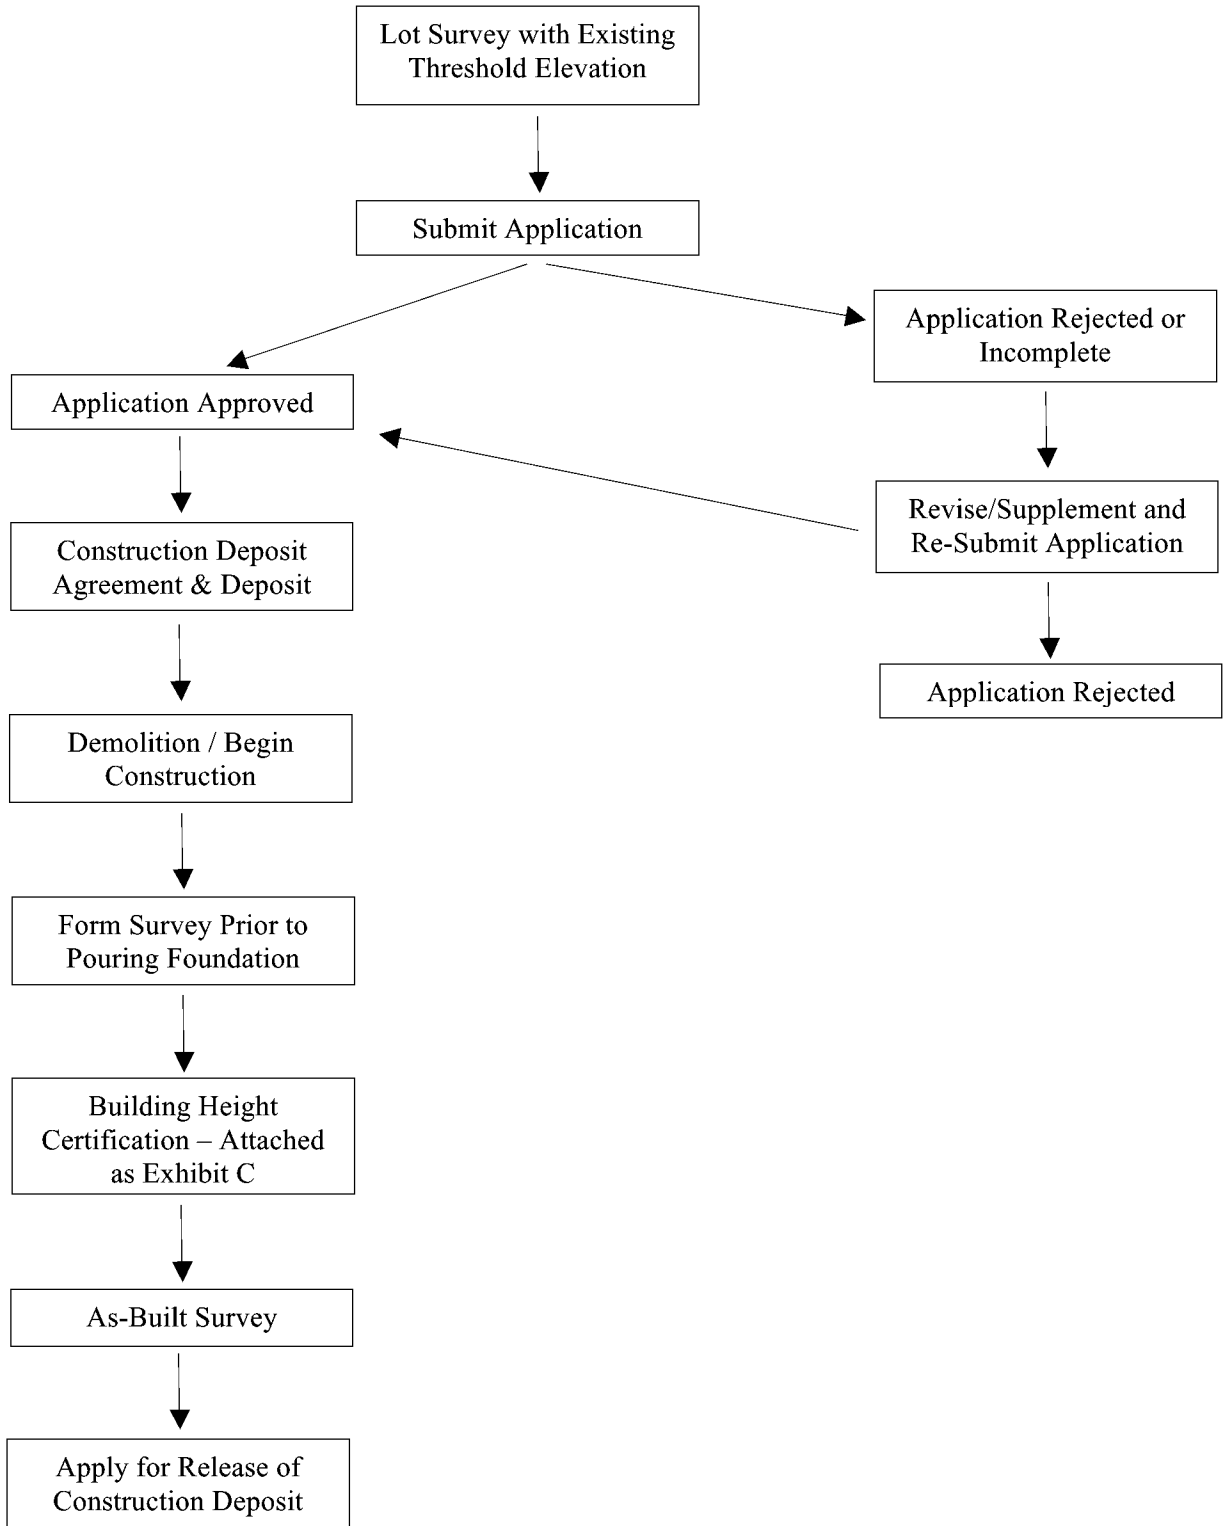 Lot Survey with Existing
Threshold Elevation
Submit Application
Application Rejected or
Incomplete
Application Approved
Revise/Supplement and
Re-Submit Application
Construction Deposit
Agreement & Deposit
Application Rejected
Demolition / Begin
Construction
Form Survey Prior to
Pouring Foundation
Building Height
Certification – Attached
as Exhibit C
As-Built Survey
Apply for Release of
Construction Deposit